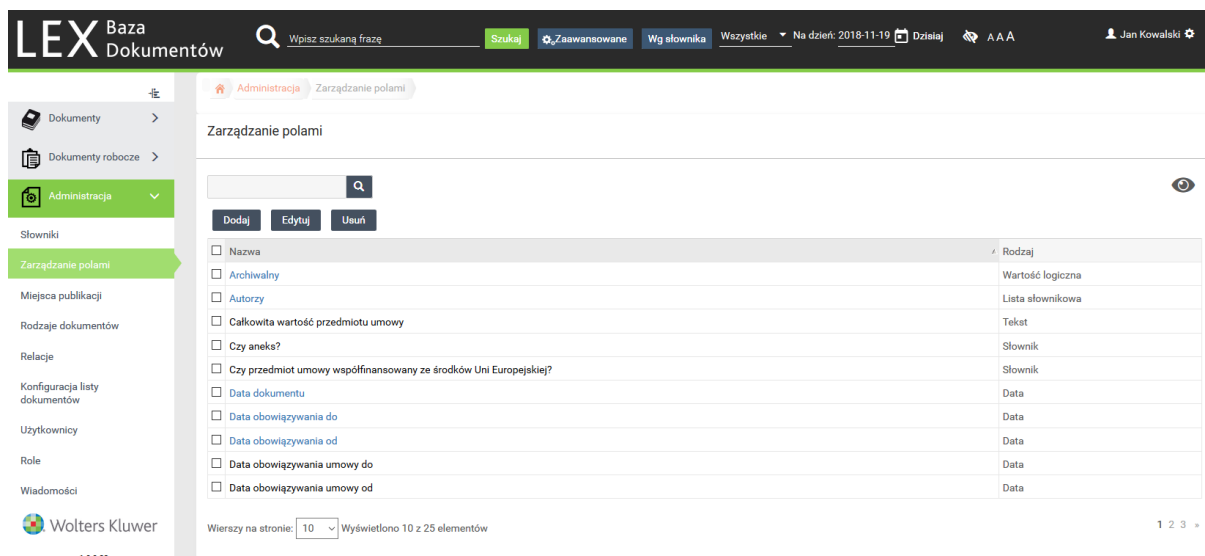 LEX Baza
Dokumentów
Wpisz szukaną frazę
Szukaj
Zaawansowane
Wg słownika
Wszystkie
Na dzień: 2018-11-19
Dzisiaj
A A A
Jan Kowalski
Dokumenty
Dokumenty robocze
Administracja
Słowniki
Zarządzanie polami
Miejsca publikacji
Rodzaje dokumentów
Relacje
Konfiguracja listy
dokumentów
Użytkownicy
Role
Wiadomości
Wolters Kluwer
Administracja
Zarządzanie polami
Zarządzanie polami
Dodaj
Edytuj
Usuń
Nazwa Rodzaj
Archiwalny Wartość logiczna
Autorzy Lista słownikowa
Całkowita wartość przedmiotu umowy Tekst
Czy aneks? Słownik
Czy przedmiot umowy współfinansowany ze środków Uni Europejskiej? Słownik
Data dokumentu Data
Data obowiązywania do Data
Data obowiązywania od Data
Data obowiązywania umowy do Data
Data obowiązywania umowy od Data
Wierszy na stronie: 10 Wyświetlono 10 z 25 elementów
1 2 3 »